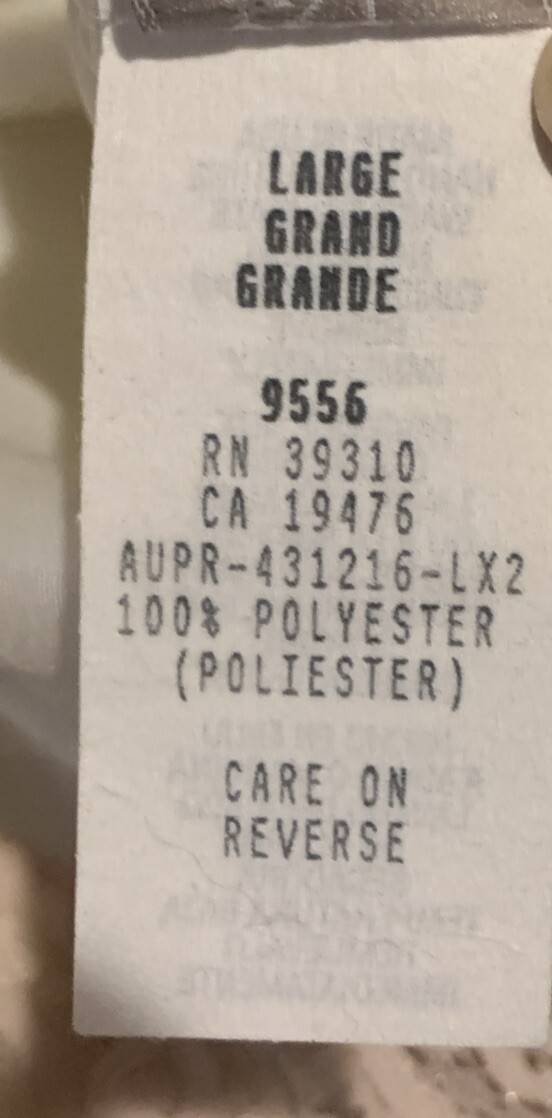 LARGE
GRAND
GRANDE
9556
RN 39310
CA 19476
AUPR-431216-LX2
100% POLYESTER
(POLIESTER)
CARE ON
REVERSE